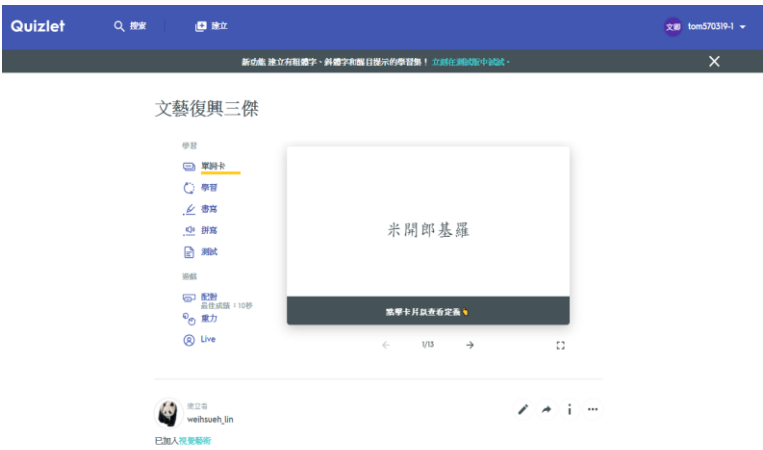 Quizlet
搜索
建立
文藝
tom570319-1
新功能 建立有粗體字、斜體字和醒目提示的學習集！ 立刻在測試版中試試。
文藝復興三傑
學習
單詞卡
學習
書寫
拼寫
測試
遊戲
配對
最佳成績：10秒
重力
Live
米開郎基羅
點擊卡片以查看定義
1/13
建立者
weihsueh_lin
已加入視覺藝術